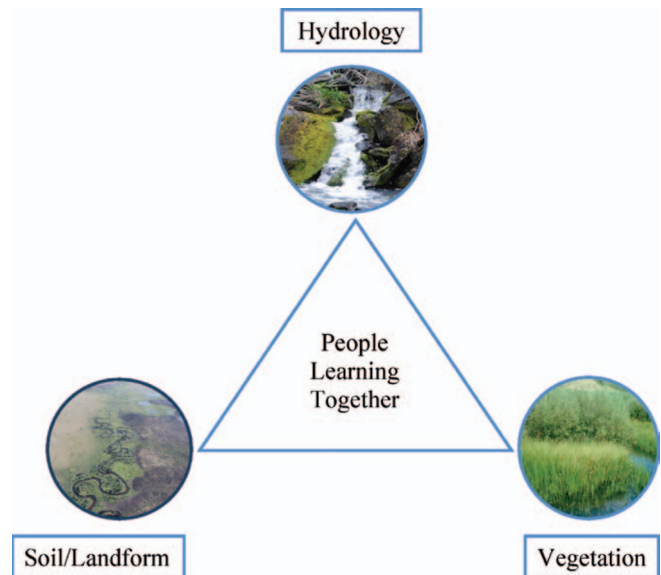 Hydrology
People
Learning
Together
Soil/Landform
Vegetation